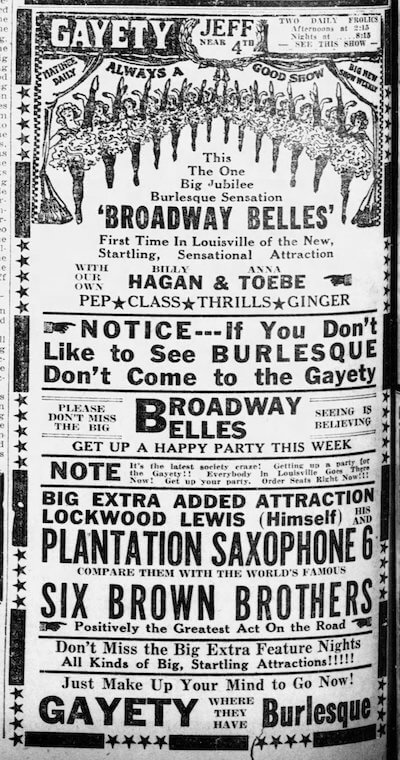 GAYETY JEFF NEAR 4TH
TWO DAILY FROLICS
Afternoons at 2:15
Nights at .... 8:15
— SEE THIS SHOW —
MATINEE DAILY
ALWAYS A GOOD SHOW
BIG NEW SHOW WEEKLY
This
The One
Big Jubilee
Burlesque Sensation
'BROADWAY BELLES'
First Time In Louisville of the New,
Startling, Sensational Attraction
WITH OUR OWN
BILLY HAGAN & ANNA TOEBE
PEP★CLASS★THRILLS★GINGER
NOTICE---If You Don't
Like to See BURLESQUE
Don't Come to the Gayety
PLEASE DON'T MISS THE BIG
BROADWAY BELLES
SEEING IS BELIEVING
GET UP A HAPPY PARTY THIS WEEK
NOTE It's the latest society craze! Getting up a party for
the Gayety!! Everybody In Louisville Goes There
Now! Get up your party. Order Seats Right Now!!!
BIG EXTRA ADDED ATTRACTION
LOCKWOOD LEWIS (Himself) HIS AND
PLANTATION SAXOPHONE 6
COMPARE THEM WITH THE WORLD'S FAMOUS
SIX BROWN BROTHERS
Positively the Greatest Act On the Road
Don't Miss the Big Extra Feature Nights
All Kinds of Big, Startling Attractions!!!!!
Just Make Up Your Mind to Go Now!
GAYETY WHERE THEY HAVE Burlesque